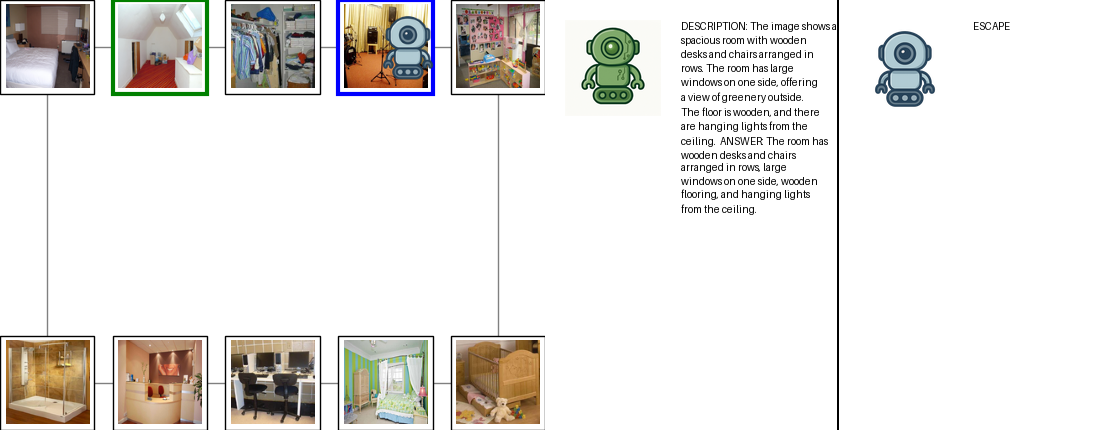 DESCRIPTION: The image shows a
spacious room with wooden
desks and chairs arranged in
rows. The room has large
windows on one side, offering
a view of greenery outside.
The floor is wooden, and there
are hanging lights from the
ceiling. ANSWER: The room has
wooden desks and chairs
arranged in rows, large
windows on one side, wooden
flooring, and hanging lights
from the ceiling.
ESCAPE